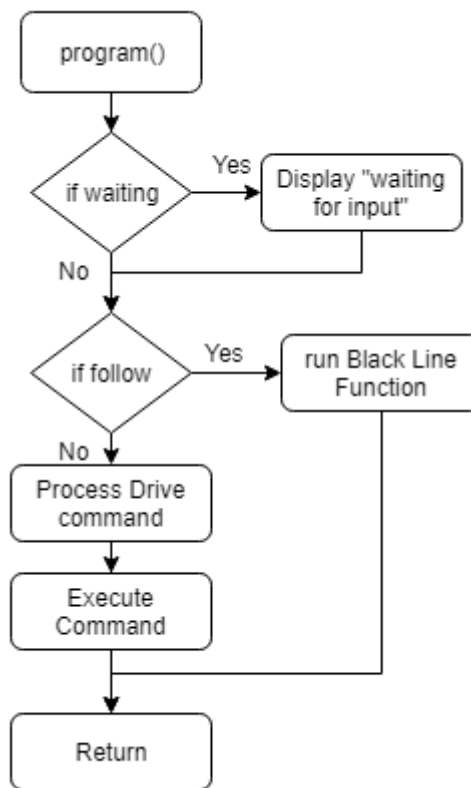 program()
if waiting
Yes
Display "waiting
for input"
No
if follow
Yes
run Black Line
Function
No
Process Drive
command
Execute
Command
Return